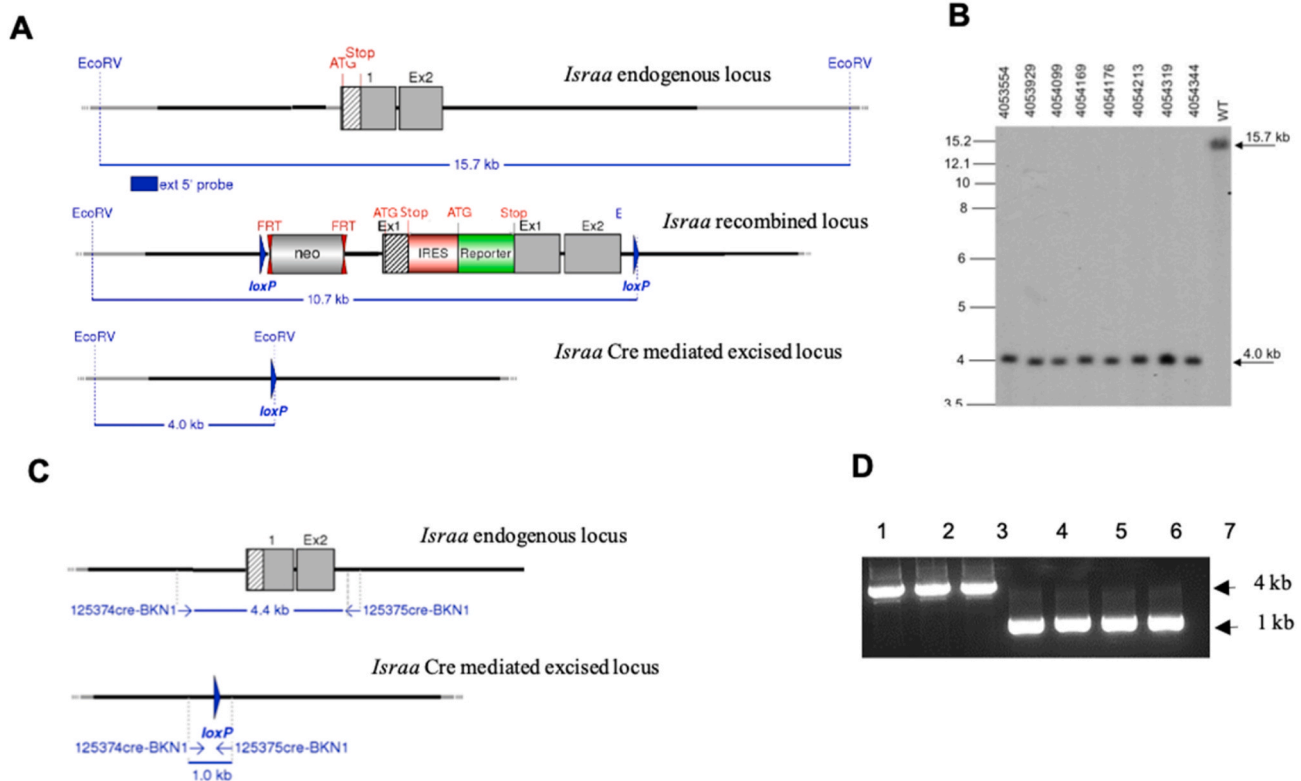 A
EcoRV
ATG
Stop
1
Ex2
Israa endogenous locus
EcoRV
15.7 kb
ext 5' probe
EcoRV
FRT
neo
FRT
loxP
ATG Stop
ATG
Stop
Ex1
IRES
Reporter
Ex1
Ex2
E
Israa recombined locus
loxP
10.7 kb
EcoRV
EcoRV
Israa Cre mediated excised locus
loxP
4.0 kb
B
4053554
4053929
4054099
4054169
4054176
4054213
4054319
4054344
WT
15.2
12.1
10
8
6
5
4
3.5
15.7 kb
4.0 kb
C
1
Ex2
Israa endogenous locus
125374cre-BKN1
4.4 kb
125375cre-BKN1
Israa Cre mediated excised locus
loxP
125374cre-BKN1
125375cre-BKN1
1.0 kb
D
1 2 3 4 5 6 7
4 kb
1 kb